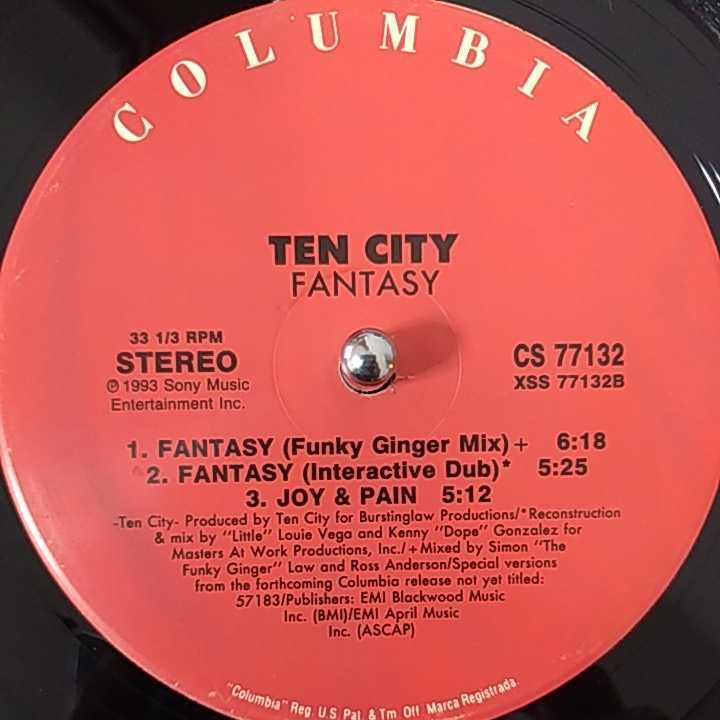 COLUMBIA
TEN CITY
FANTASY
33 1/3 RPM
STEREO
℗ 1993 Sony Music
Entertainment Inc.
CS 77132
XSS 77132B
1. FANTASY (Funky Ginger Mix) + 6:18
2. FANTASY (Interactive Dub)* 5:25
3. JOY & PAIN 5:12
-Ten City- Produced by Ten City for Burstinglaw Productions/*Reconstruction
& mix by "Little" Louie Vega and Kenny "Dope" Gonzalez for
Masters At Work Productions, Inc./+Mixed by Simon "The
Funky Ginger" Law and Ross Anderson/Special versions
from the forthcoming Columbia release not yet titled:
57183/Publishers: EMI Blackwood Music
Inc. (BMI)/EMI April Music
Inc. (ASCAP)
"Columbia" Reg. U.S. Pat. & Tm. Off. Marca Registrada.